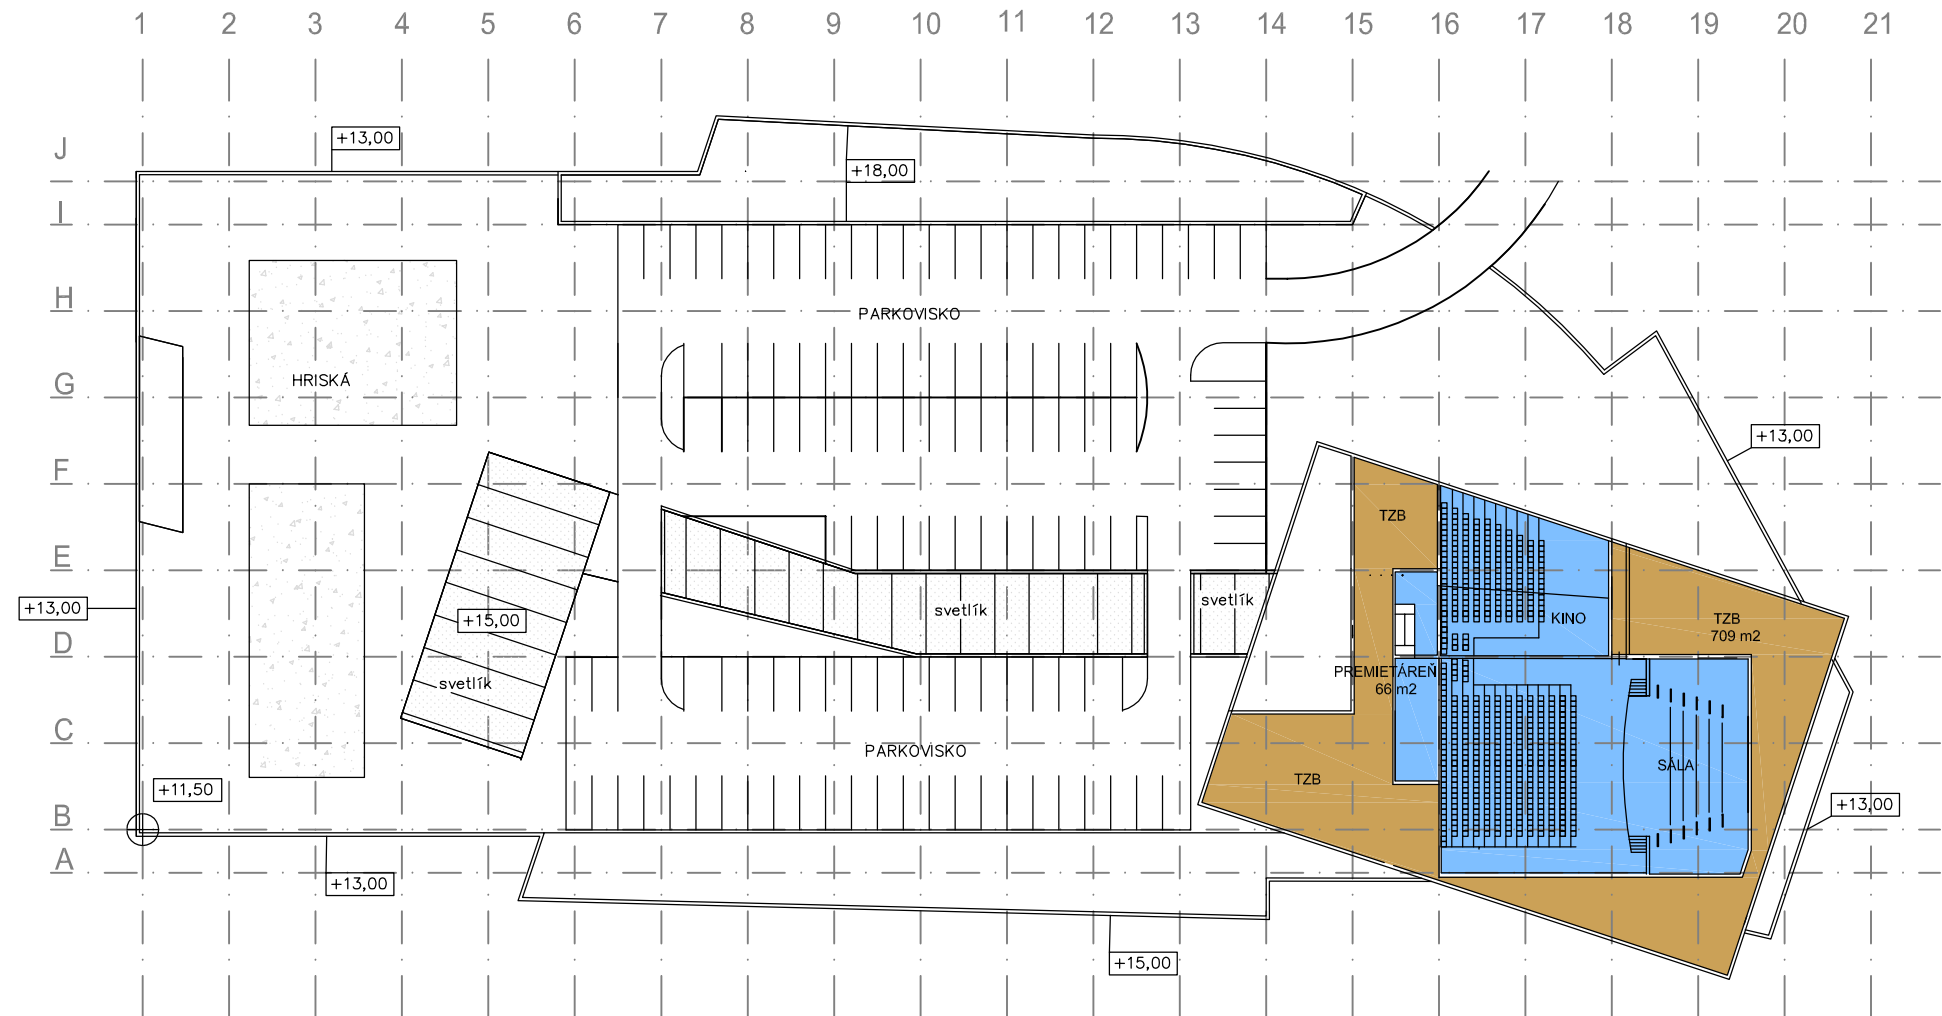 1 2 3 4 5 6 7 8 9 10 11 12 13 14 15 16 17 18 19 20 21
J
+13,00
+18,00
I
H
PARKOVISKO
G
HRISKÁ
+13,00
F
TZB
E
+13,00
svetlík
svetlík
+15,00
KINO
TZB
709 m2
D
PREMIETÁREŇ
66 m2
svetlík
C
PARKOVISKO
SÁLA
TZB
+11,50
+13,00
B
A
+13,00
+15,00